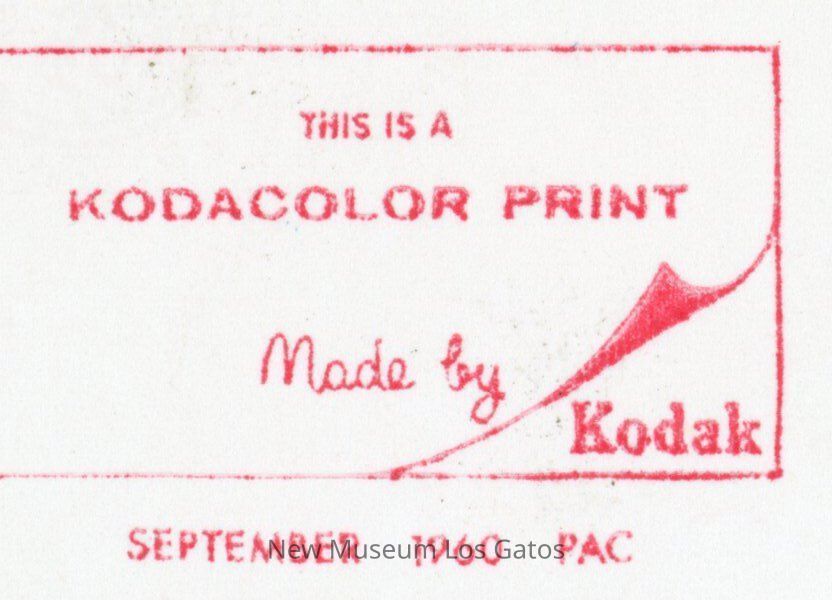 THIS IS A
KODACOLOR PRINT
Made by
Kodak
SEPTEMBER 1960 PAC
New Museum Los Gatos